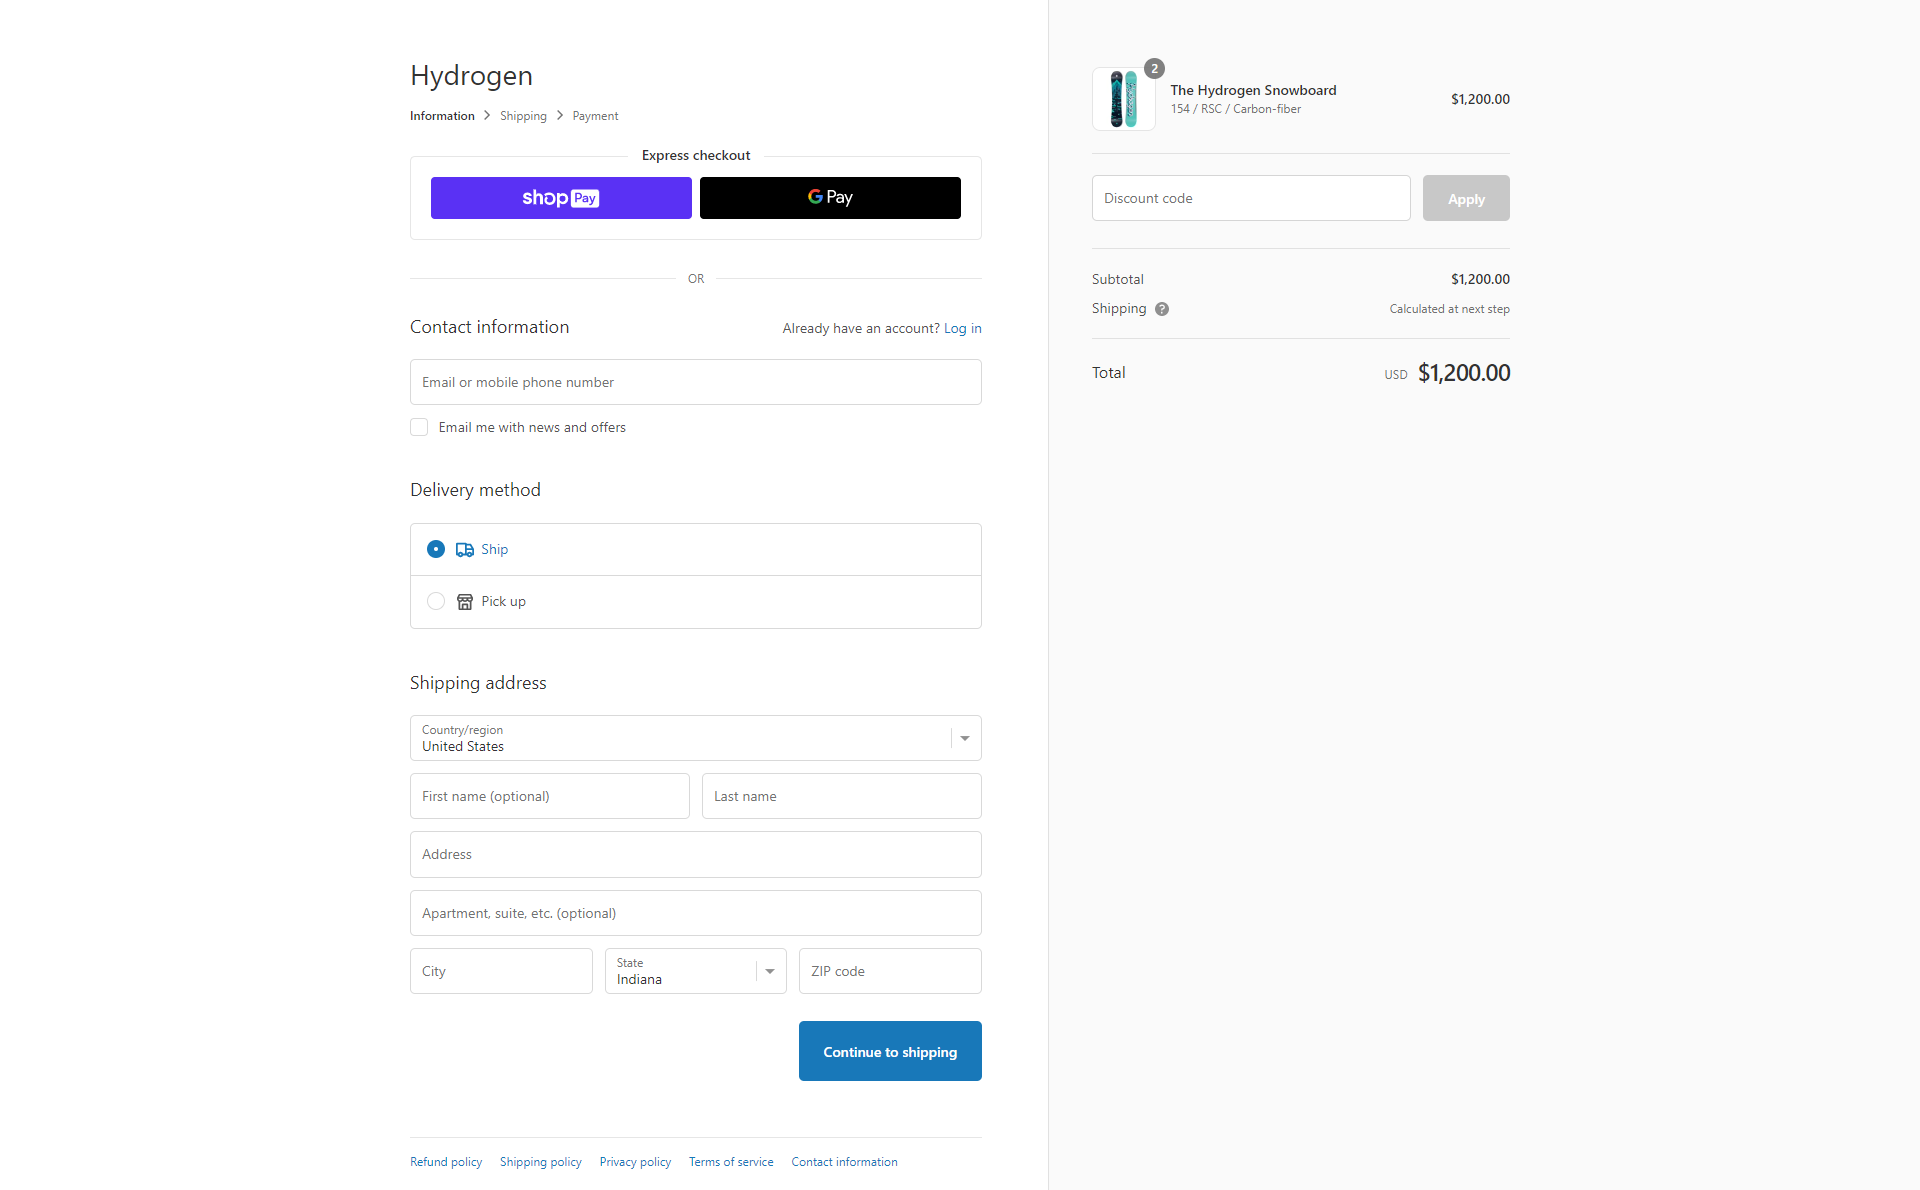 Hydrogen
Information > Shipping > Payment
Express checkout
shop Pay
G Pay
OR
Contact information
Already have an account? Log in
Email or mobile phone number
Email me with news and offers
Delivery method
Ship
Pick up
Shipping address
Country/region
United States
First name (optional)
Last name
Address
Apartment, suite, etc. (optional)
City
State
Indiana
ZIP code
Continue to shipping
Refund policy Shipping policy Privacy policy Terms of service Contact information
2
The Hydrogen Snowboard
154 / RSC / Carbon-fiber
$1,200.00
Discount code
Apply
Subtotal $1,200.00
Shipping ? Calculated at next step
Total USD $1,200.00